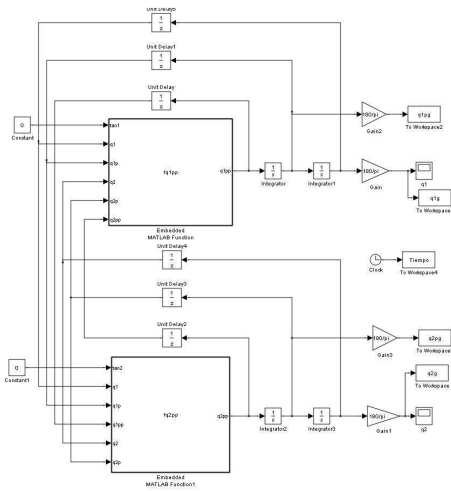 Unit Delay5
1
z
Unit Delay1
1
z
Unit Delay
1
z
180/pi
Gain2
q1pg
To Workspace2
0
Constant
tao1
q1
q1p
q2
q2p
q2pp
tq1pp
q1pp
Embedded
MATLAB Function
1
s
Integrator
1
s
Integrator1
180/pi
Gain
q1
q1g
To Workspace
Unit Delay4
1
z
Clock
Tiempo
To Workspace4
Unit Delay3
1
z
Unit Delay2
1
z
180/pi
Gain3
q2pg
To Workspace
0
Constant1
tao2
q1
q1p
q1pp
q2
q2p
tq2pp
q2pp
Embedded
MATLAB Function1
1
s
Integrator2
1
s
Integrator3
180/pi
Gain1
q2g
To Workspace
q2